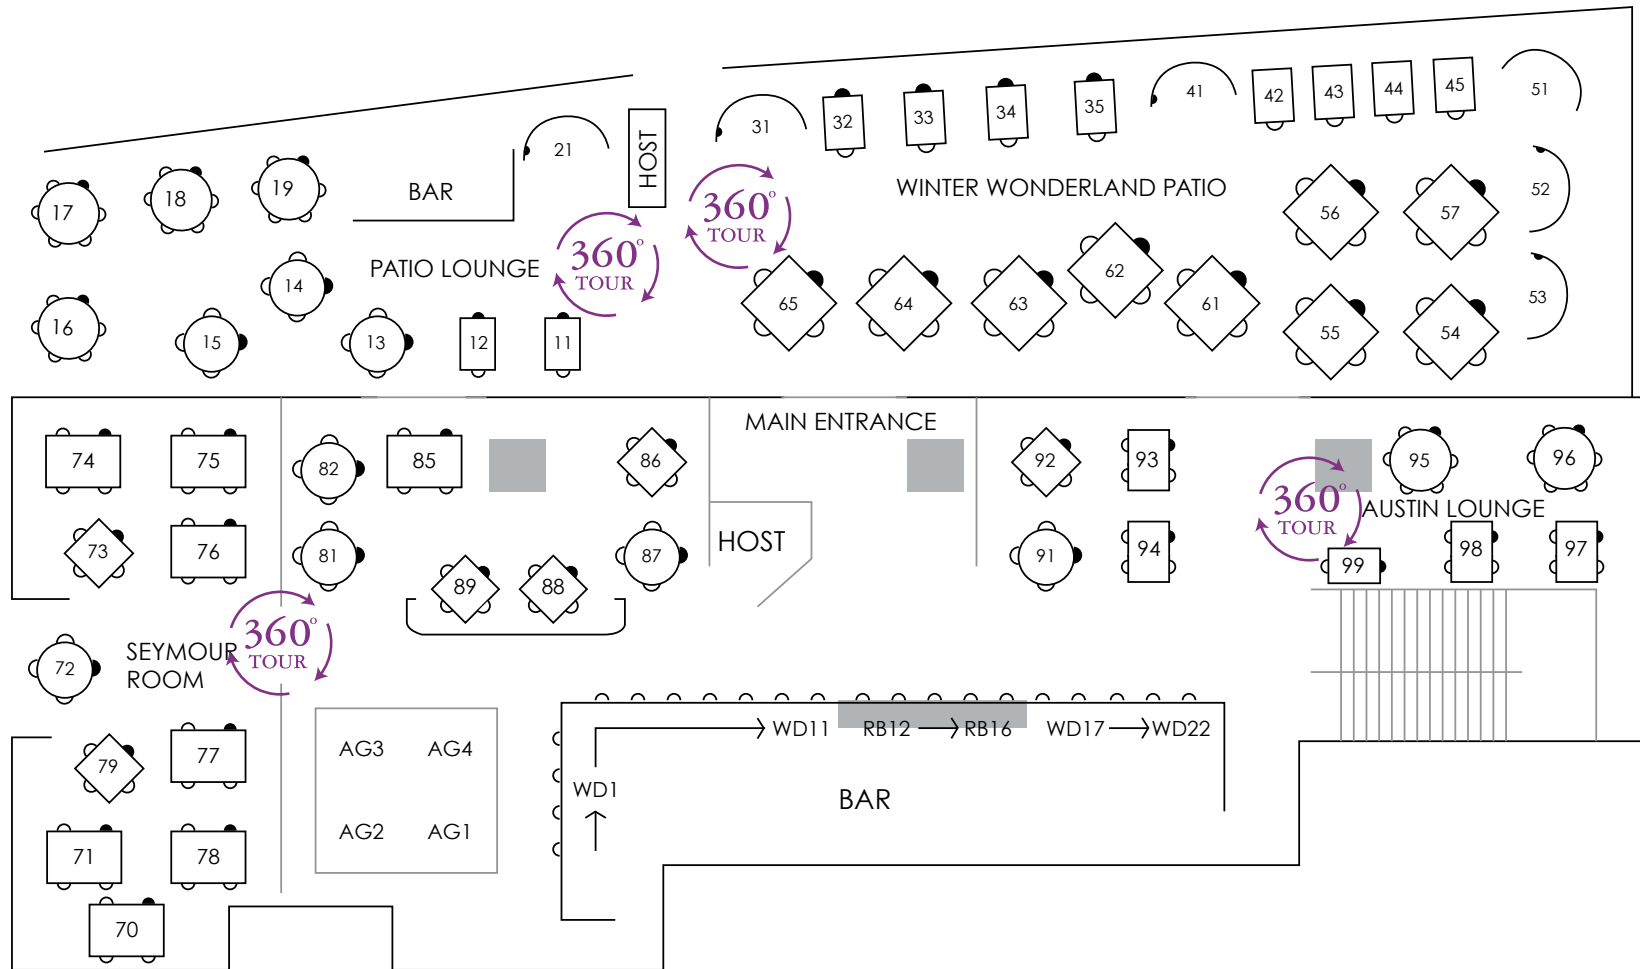 51
45
44
43
42
41
35
34
33
32
31
21
HOST
19
18
17
BAR
WINTER WONDERLAND PATIO
52
56
57
360°
TOUR
360°
TOUR
PATIO LOUNGE
14
62
65
64
63
61
53
16
15
13
12
11
55
54
MAIN ENTRANCE
74
75
82
85
86
92
93
95
96
360°
TOUR
AUSTIN LOUNGE
73
76
81
87
HOST
91
94
98
97
99
89
88
360°
TOUR
SEYMOUR
ROOM
72
WD11
RB12
RB16
WD17
WD22
AG3
AG4
77
79
WD1
BAR
AG2
AG1
71
78
70